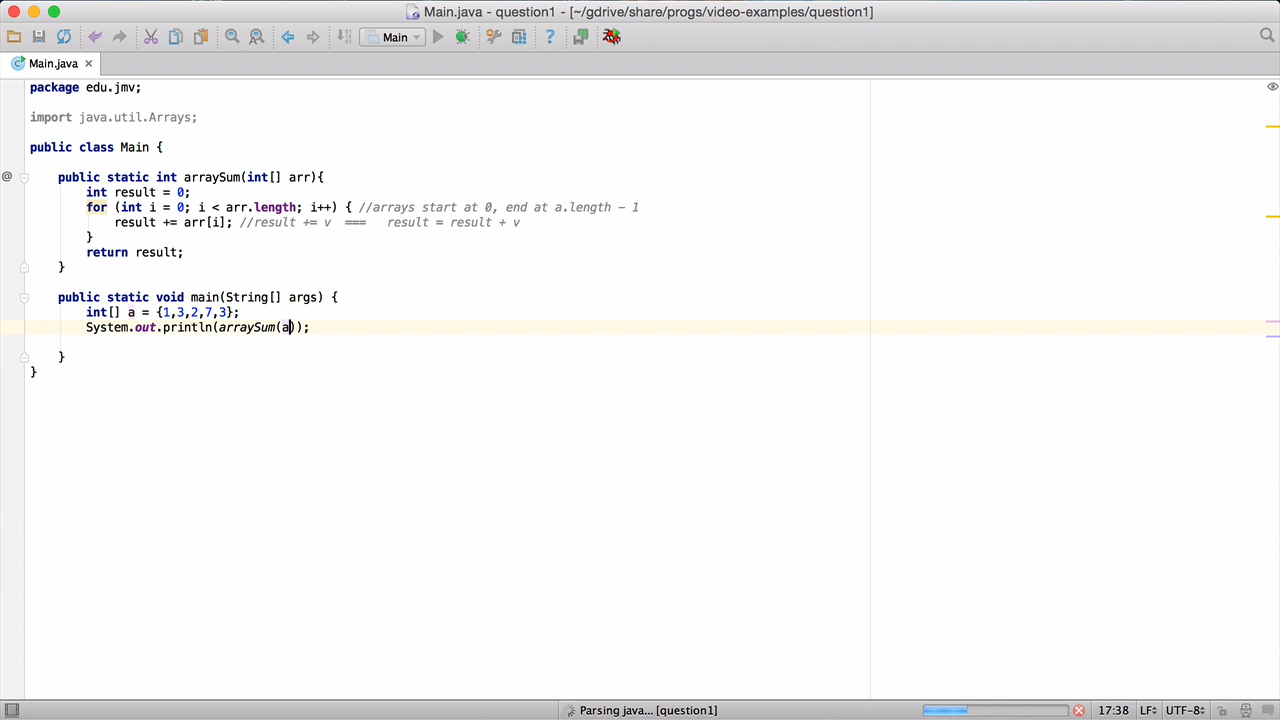 Main.java - question1 - [~/gdrive/share/progs/video-examples/question1]
Main
Main.java
package edu.jmv;
import java.util.Arrays;
public class Main {
@ public static int arraySum(int[] arr){
int result = 0;
for (int i = 0; i < arr.length; i++) { //arrays start at 0, end at a.length - 1
result += arr[i]; //result += v === result = result + v
}
return result;
}
public static void main(String[] args) {
int[] a = {1,3,2,7,3};
System.out.println(arraySum(a));
}
}
Parsing java... [question1] 17:38 LF UTF-8